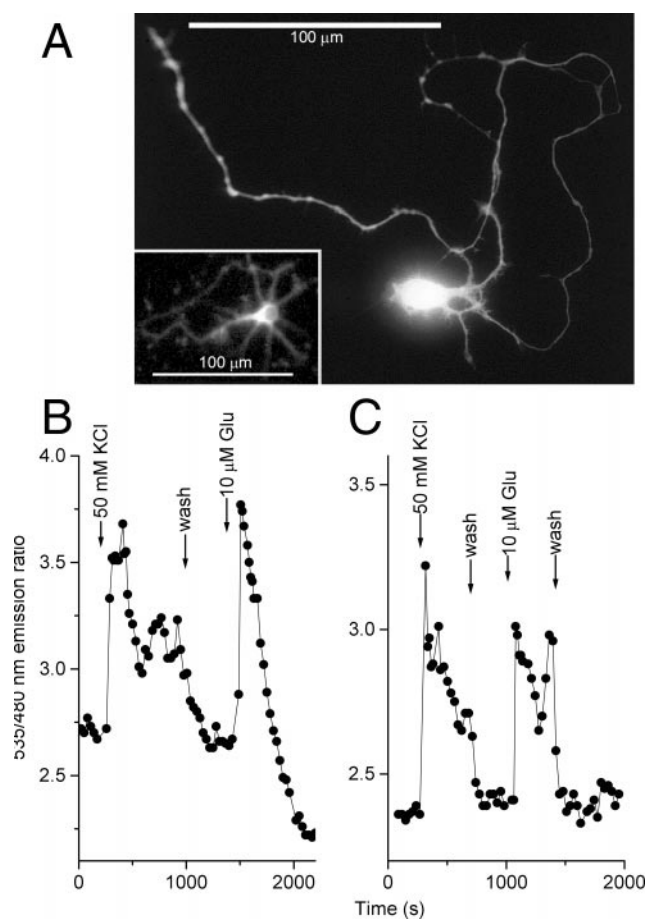 A
100 μm
100 μm
B
C
535/480 nm emission ratio
4.0
3.5
3.0
2.5
50 mM KCl
wash
10 μM Glu
0
1000
2000
3.5
3.0
2.5
50 mM KCl
wash
10 μM Glu
wash
0
1000
2000
Time (s)